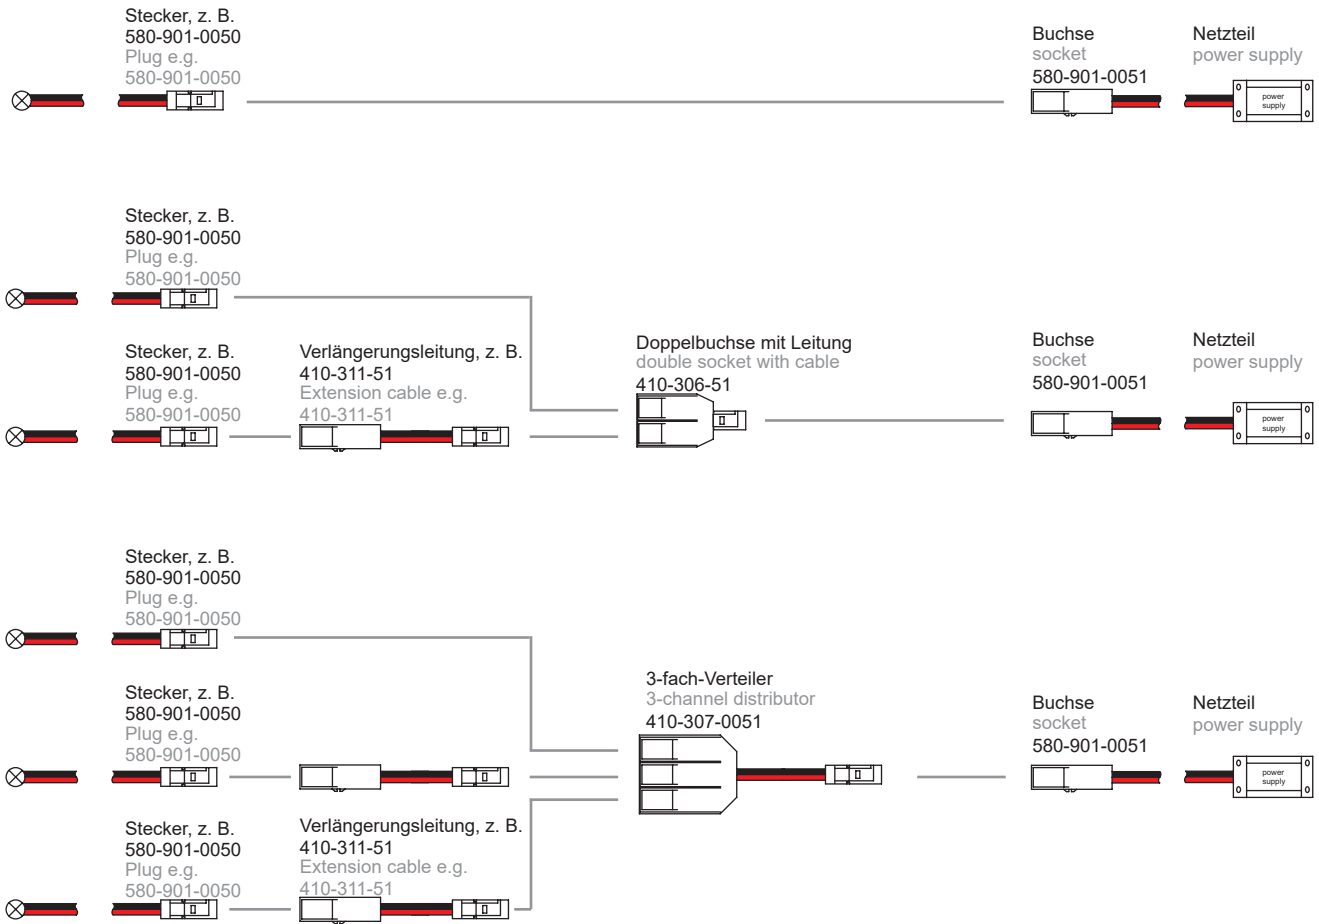 Stecker, z. B.
580-901-0050
Plug e.g.
580-901-0050
Buchse
socket
580-901-0051
Netzteil
power supply
power
supply
Stecker, z. B.
580-901-0050
Plug e.g.
580-901-0050
Stecker, z. B.
580-901-0050
Plug e.g.
580-901-0050
Verlängerungsleitung, z. B.
410-311-51
Extension cable e.g.
410-311-51
Doppelbuchse mit Leitung
double socket with cable
410-306-51
Buchse
socket
580-901-0051
Netzteil
power supply
power
supply
Stecker, z. B.
580-901-0050
Plug e.g.
580-901-0050
Stecker, z. B.
580-901-0050
Plug e.g.
580-901-0050
3-fach-Verteiler
3-channel distributor
410-307-0051
Buchse
socket
580-901-0051
Netzteil
power supply
power
supply
Stecker, z. B.
580-901-0050
Plug e.g.
580-901-0050
Verlängerungsleitung, z. B.
410-311-51
Extension cable e.g.
410-311-51